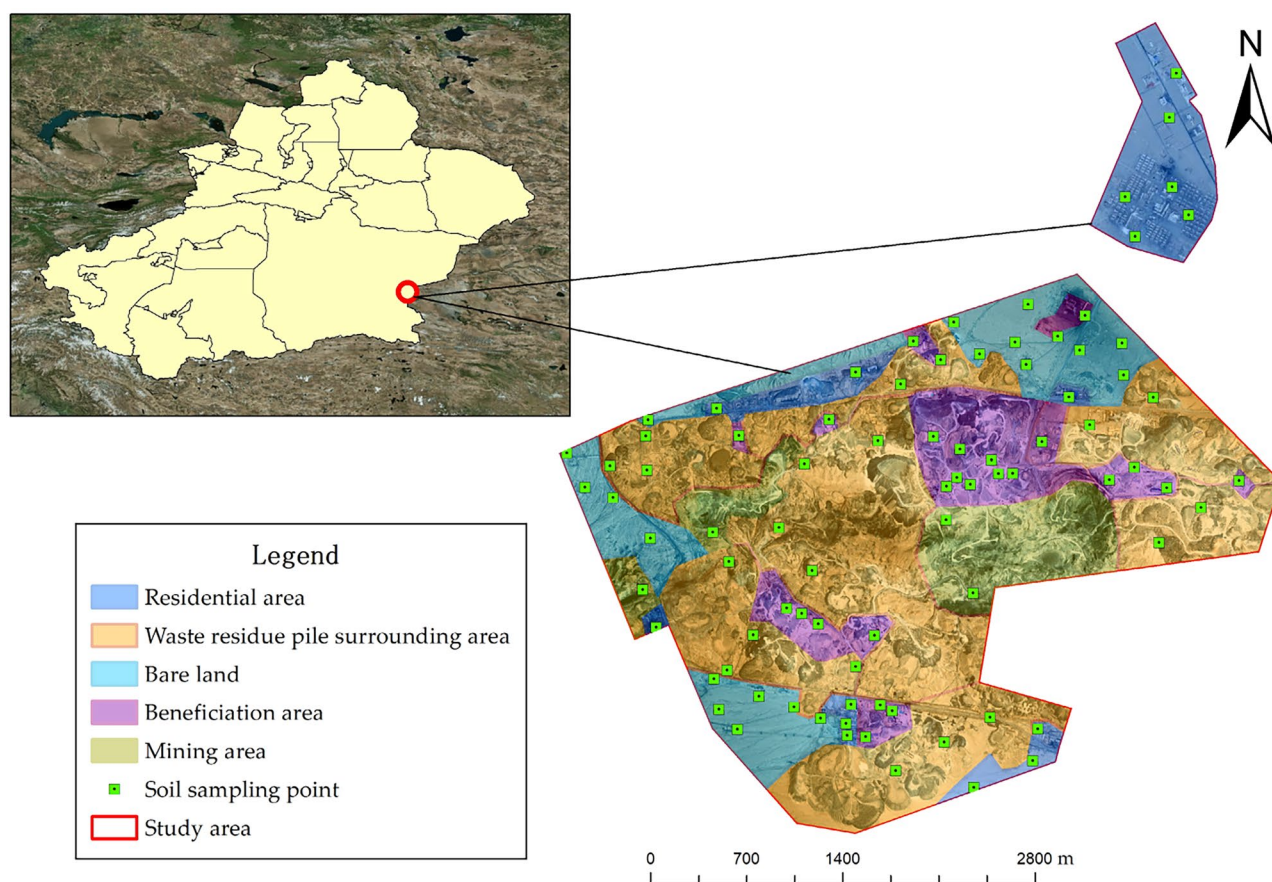 N
Legend
Residential area
Waste residue pile surrounding area
Bare land
Beneficiation area
Mining area
Soil sampling point
Study area
0 700 1400 2800 m